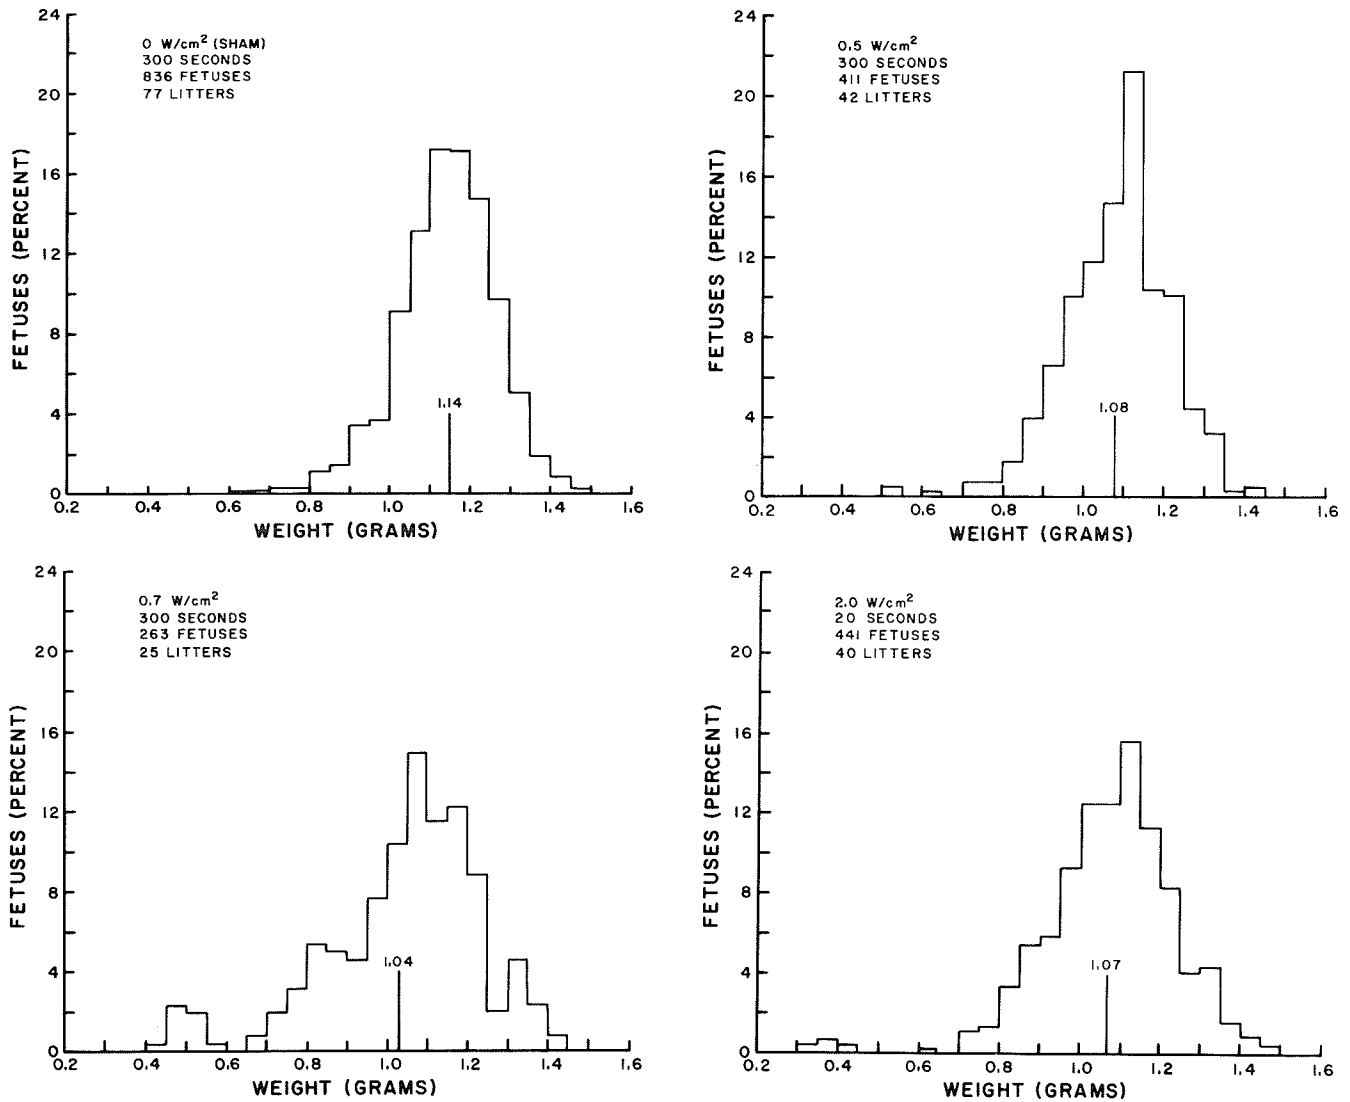 24
20
16
12
8
4
0
FETUSES (PERCENT)
0 W/cm² (SHAM)
300 SECONDS
836 FETUSES
77 LITTERS
1.14
0.2 0.4 0.6 0.8 1.0 1.2 1.4 1.6
WEIGHT (GRAMS)
24
20
16
12
8
4
0
FETUSES (PERCENT)
0.5 W/cm²
300 SECONDS
411 FETUSES
42 LITTERS
1.08
0.2 0.4 0.6 0.8 1.0 1.2 1.4 1.6
WEIGHT (GRAMS)
24
20
16
12
8
4
0
FETUSES (PERCENT)
0.7 W/cm²
300 SECONDS
263 FETUSES
25 LITTERS
1.04
0.2 0.4 0.6 0.8 1.0 1.2 1.4 1.6
WEIGHT (GRAMS)
24
20
16
12
8
4
0
FETUSES (PERCENT)
2.0 W/cm²
20 SECONDS
441 FETUSES
40 LITTERS
1.07
0.2 0.4 0.6 0.8 1.0 1.2 1.4 1.6
WEIGHT (GRAMS)